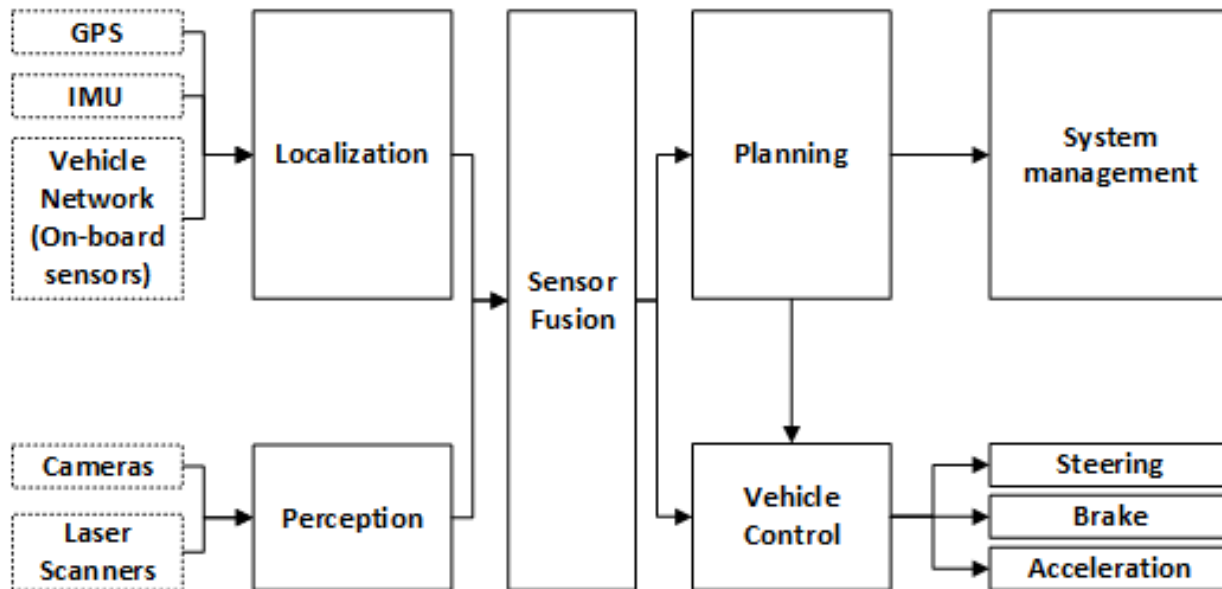 GPS
IMU
Vehicle
Network
(On-board
sensors)
Localization
Cameras
Laser
Scanners
Perception
Sensor
Fusion
Planning
System
management
Vehicle
Control
Steering
Brake
Acceleration